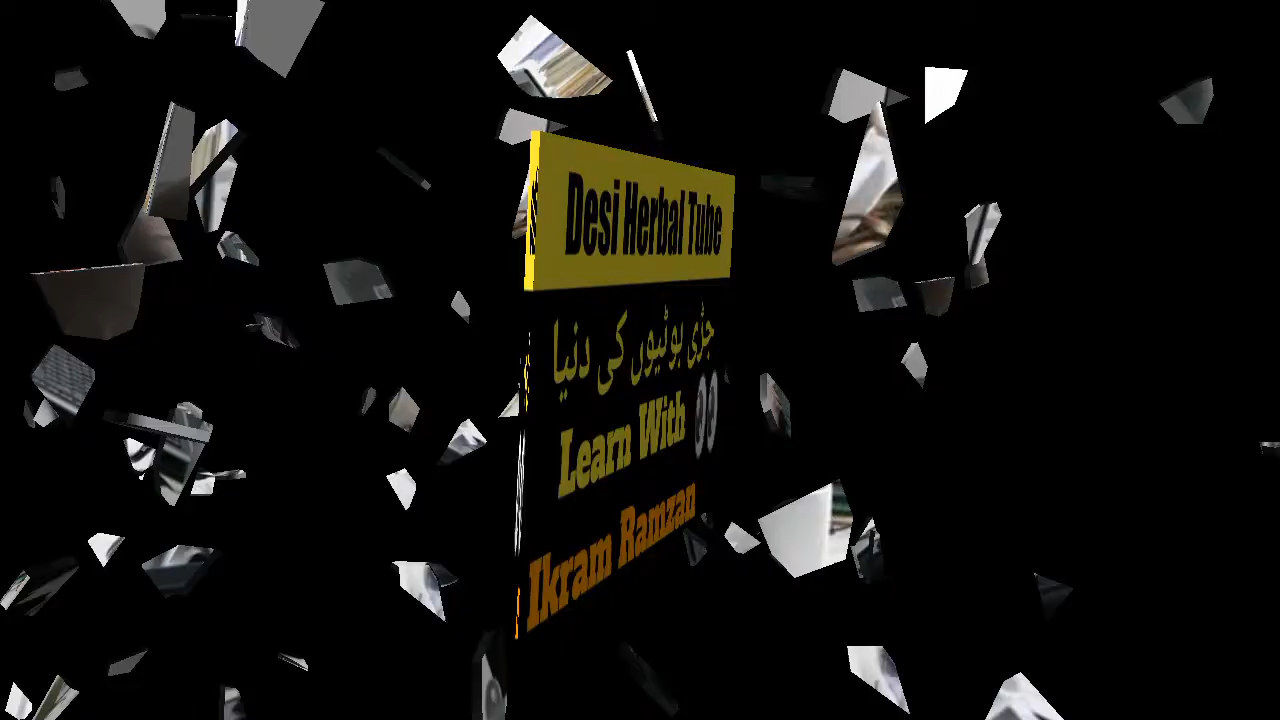 Desi Herbal Tube
جڑی بوٹیوں کی دنیا
Learn With
Ikram Ramzan